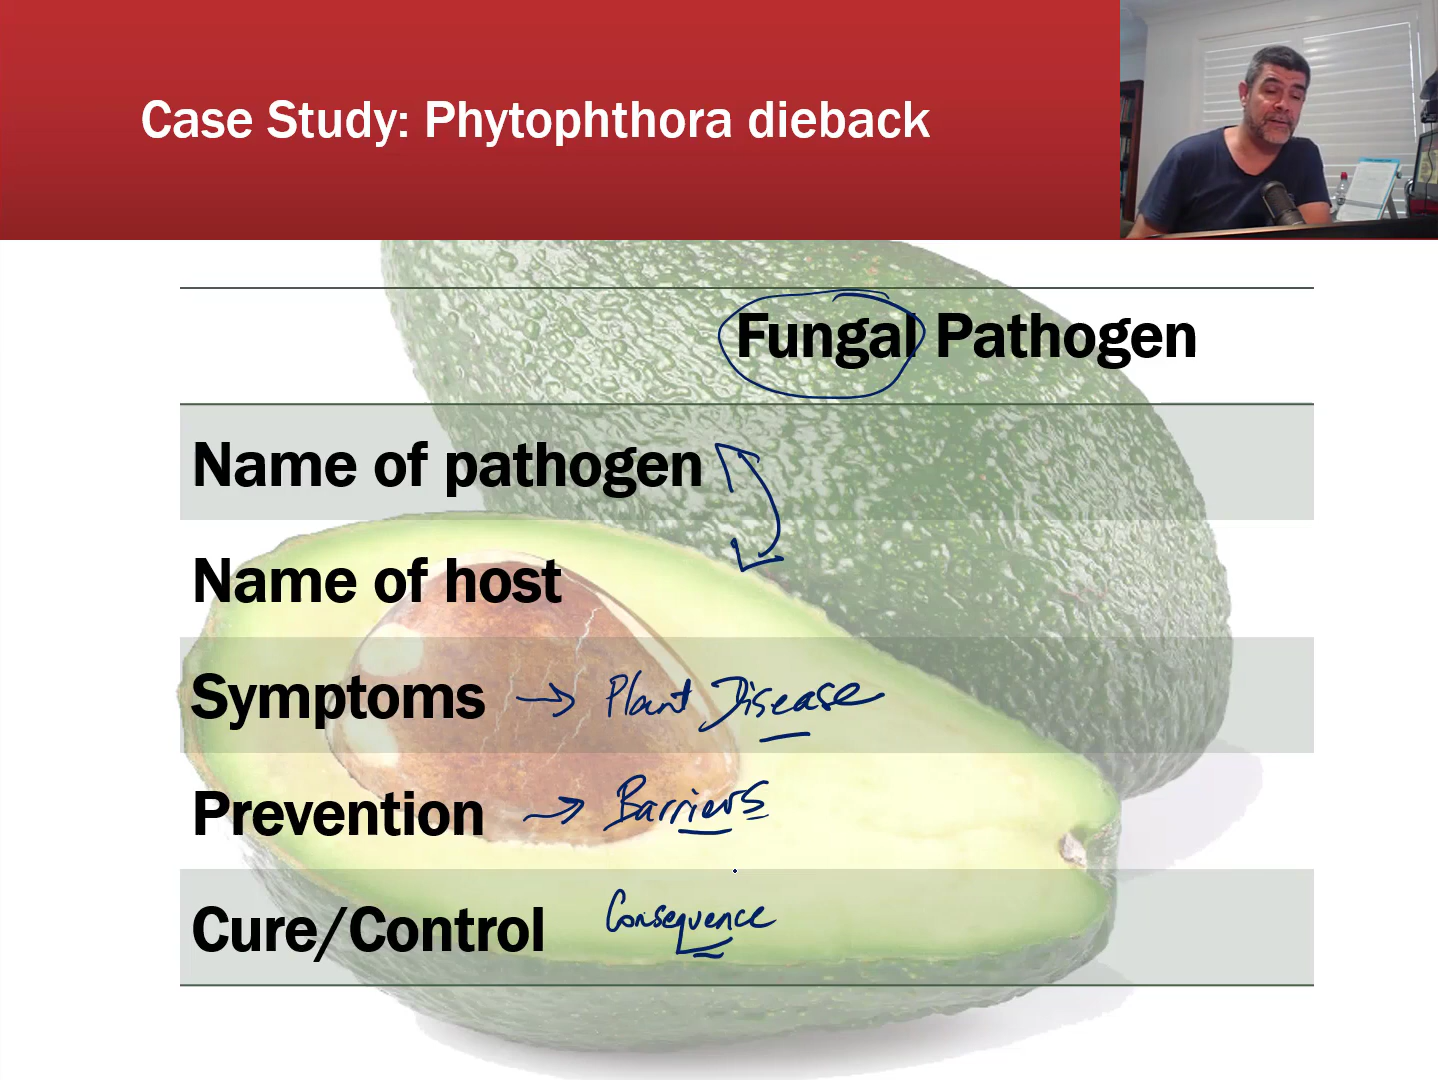 Case Study: Phytophthora dieback
Fungal Pathogen
Name of pathogen
Name of host
Symptoms → Plant Disease
Prevention → Barriers
Cure/Control Consequence